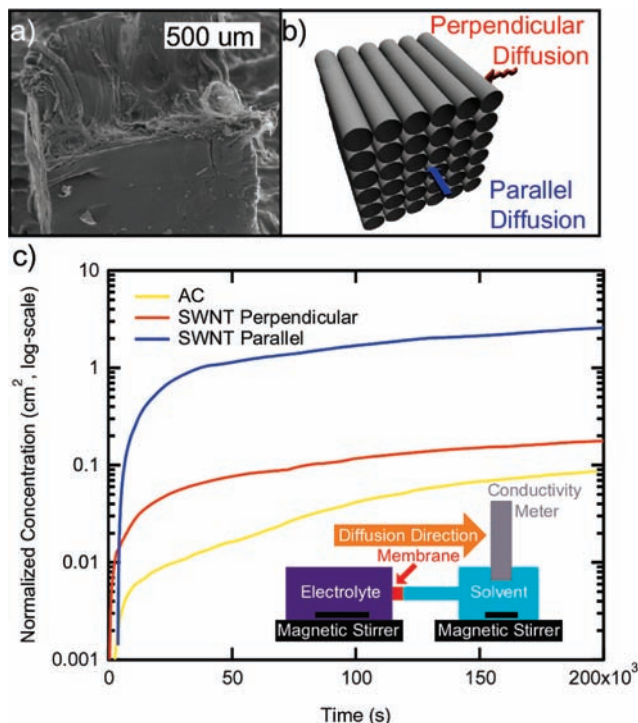 a)
500 um
b)
Perpendicular
Diffusion
Parallel
Diffusion
c)
Normalized Concentration (cm², log-scale)
10
1
0.1
0.01
0.001
AC
SWNT Perpendicular
SWNT Parallel
Conductivity
Meter
Diffusion Direction
Membrane
Electrolyte
Solvent
Magnetic Stirrer
Magnetic Stirrer
0
50
100
150
200x10³
Time (s)